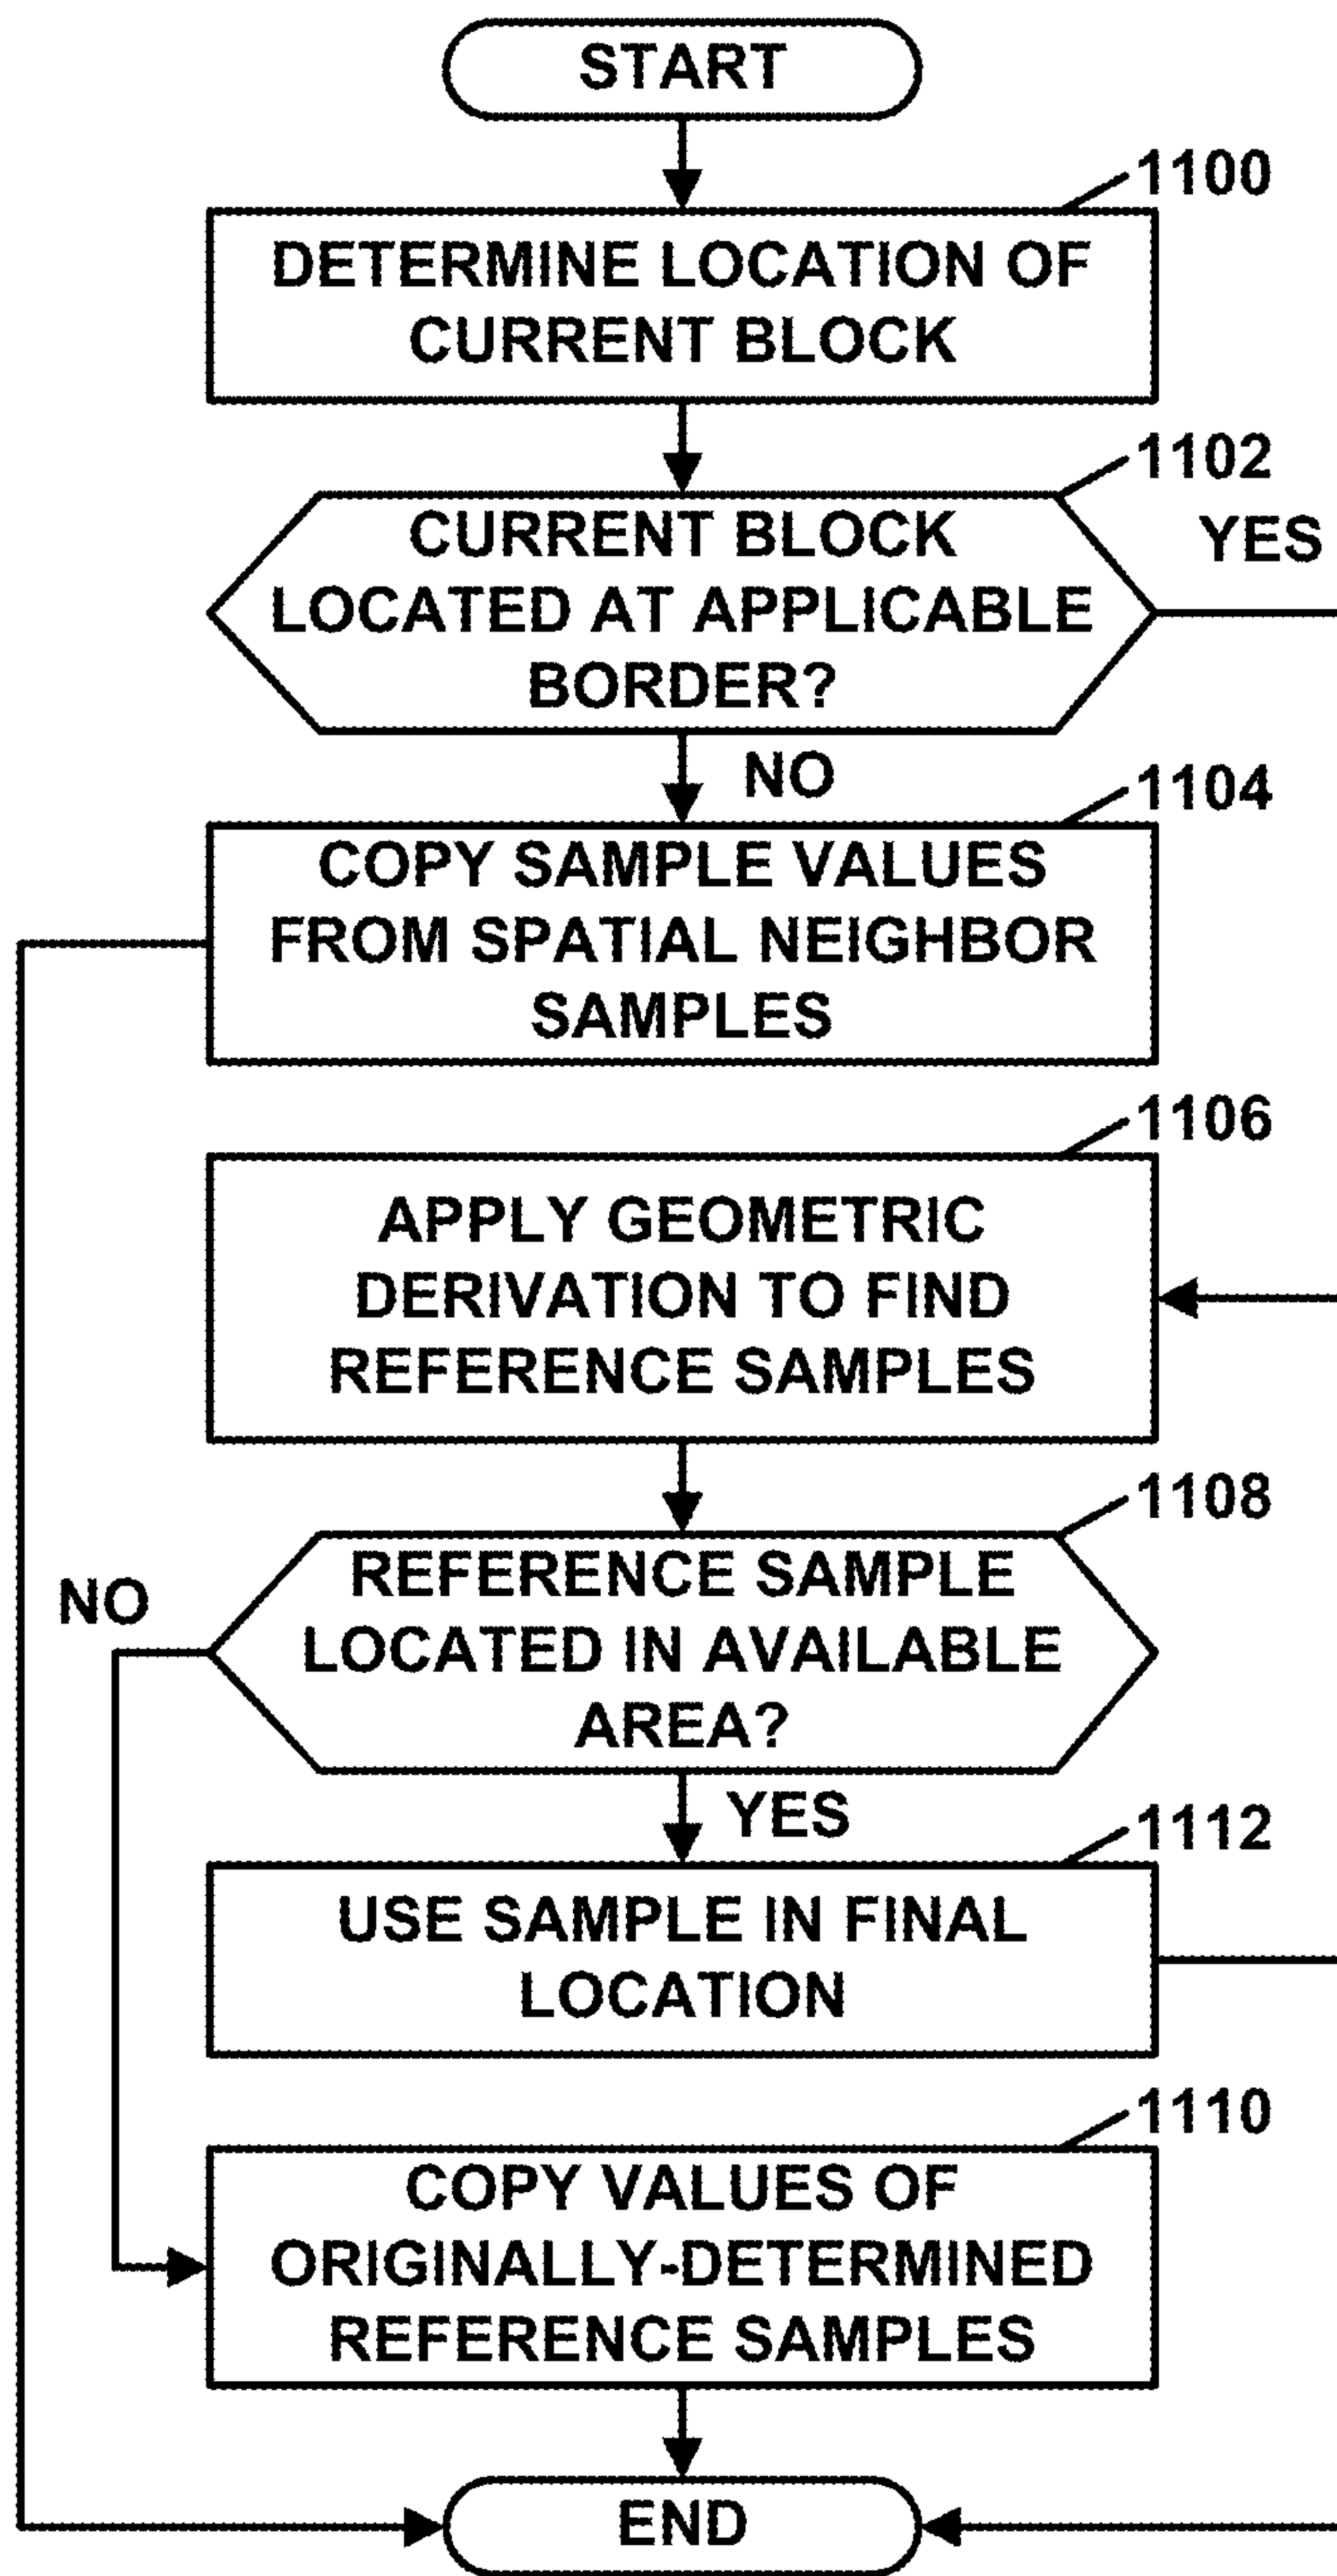 START
1100
DETERMINE LOCATION OF
CURRENT BLOCK
1102
CURRENT BLOCK
LOCATED AT APPLICABLE
BORDER?
YES
NO
1104
COPY SAMPLE VALUES
FROM SPATIAL NEIGHBOR
SAMPLES
1106
APPLY GEOMETRIC
DERIVATION TO FIND
REFERENCE SAMPLES
1108
REFERENCE SAMPLE
LOCATED IN AVAILABLE
AREA?
NO
YES
1112
USE SAMPLE IN FINAL
LOCATION
1110
COPY VALUES OF
ORIGINALLY-DETERMINED
REFERENCE SAMPLES
END